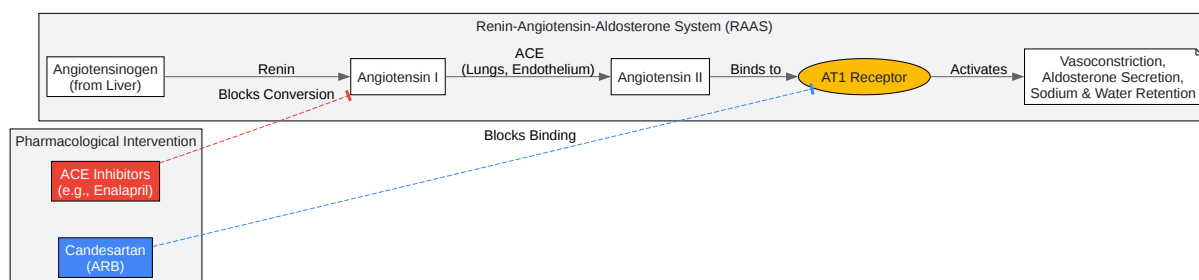 Renin-Angiotensin-Aldosterone System (RAAS)
Angiotensinogen
(from Liver)
Renin
Angiotensin I
ACE
(Lungs, Endothelium)
Angiotensin II
Binds to
AT1 Receptor
Activates
Vasoconstriction,
Aldosterone Secretion,
Sodium & Water Retention
Blocks Conversion
Blocks Binding
Pharmacological Intervention
ACE Inhibitors
(e.g., Enalapril)
Candesartan
(ARB)